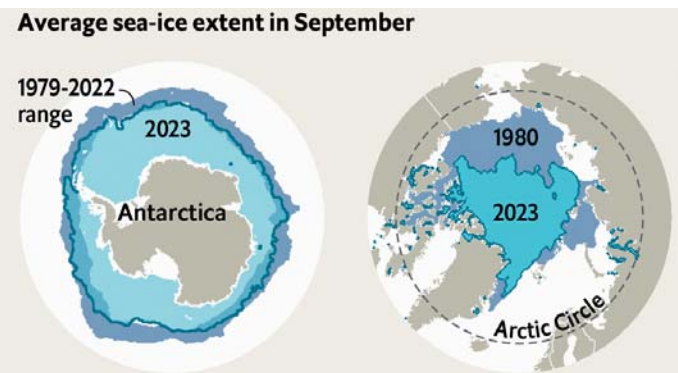 Average sea-ice extent in September
1979-2022
range
2023
Antarctica
1980
2023
Arctic Circle